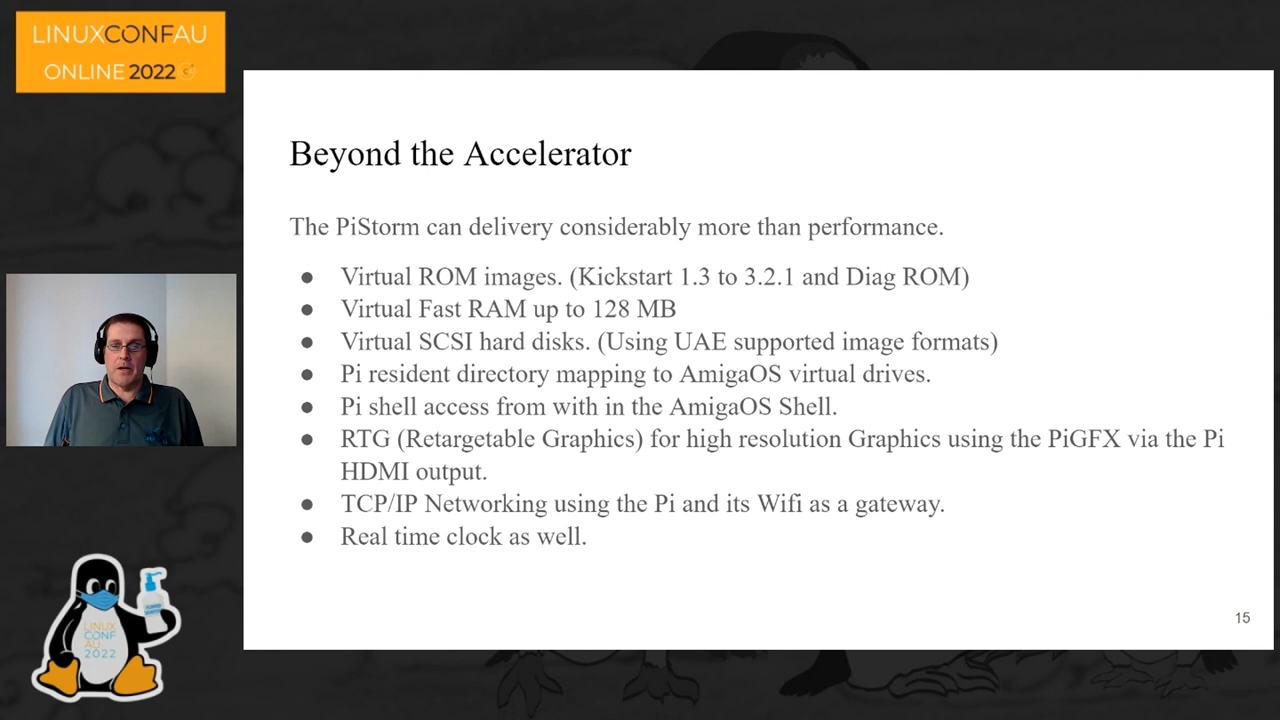 LINUXCONFAU
ONLINE 2022
Beyond the Accelerator
The PiStorm can delivery considerably more than performance.
● Virtual ROM images. (Kickstart 1.3 to 3.2.1 and Diag ROM)
● Virtual Fast RAM up to 128 MB
● Virtual SCSI hard disks. (Using UAE supported image formats)
● Pi resident directory mapping to AmigaOS virtual drives.
● Pi shell access from with in the AmigaOS Shell.
● RTG (Retargetable Graphics) for high resolution Graphics using the PiGFX via the Pi
HDMI output.
● TCP/IP Networking using the Pi and its Wifi as a gateway.
● Real time clock as well.
15
LINUX
CONF
AU
2022